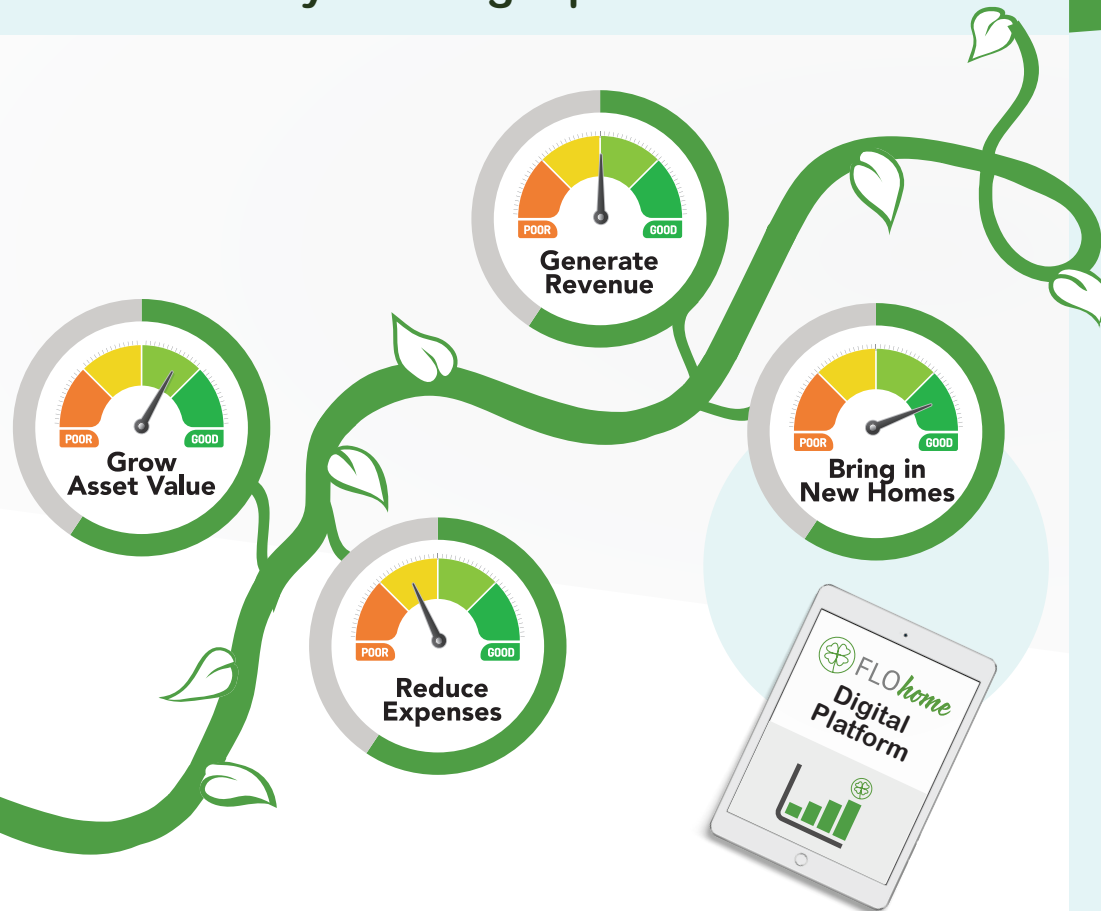 POOR
GOOD
Generate
Revenue
POOR
GOOD
Grow
Asset Value
POOR
GOOD
Bring in
New Homes
POOR
GOOD
Reduce
Expenses
FLOhome
Digital
Platform